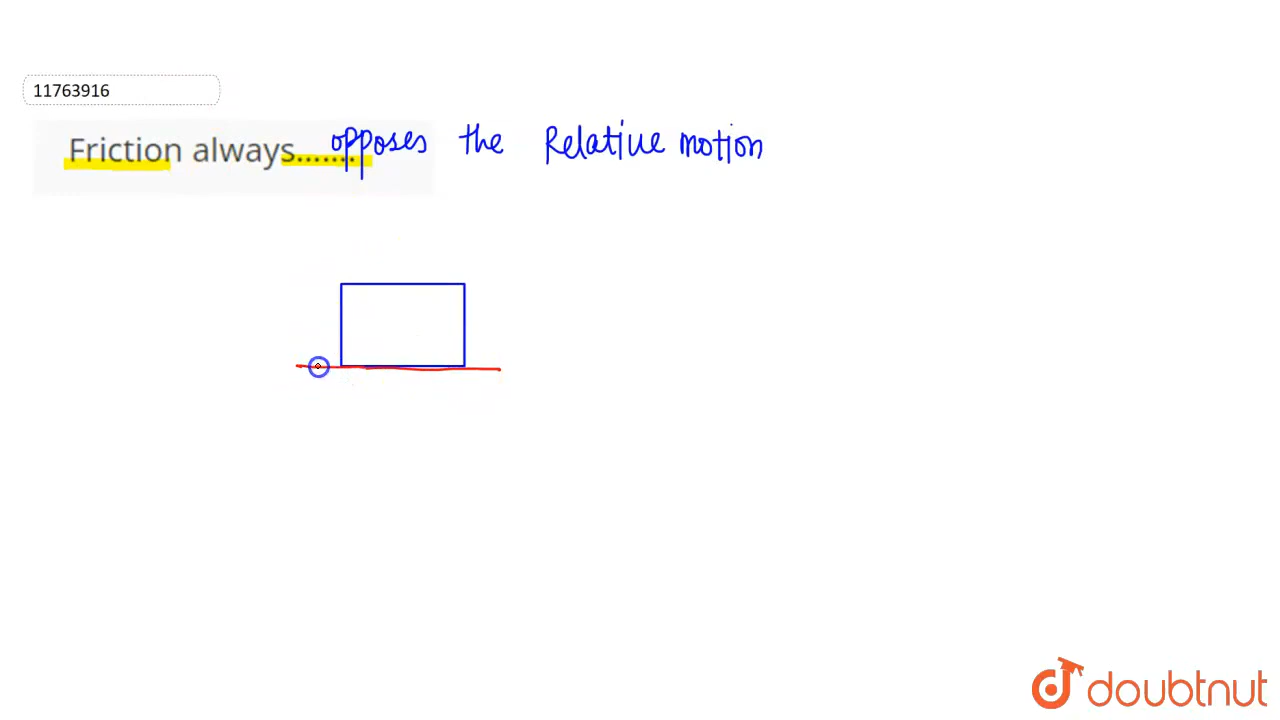 11763916
Friction always....... opposes the Relative motion
doubtnut